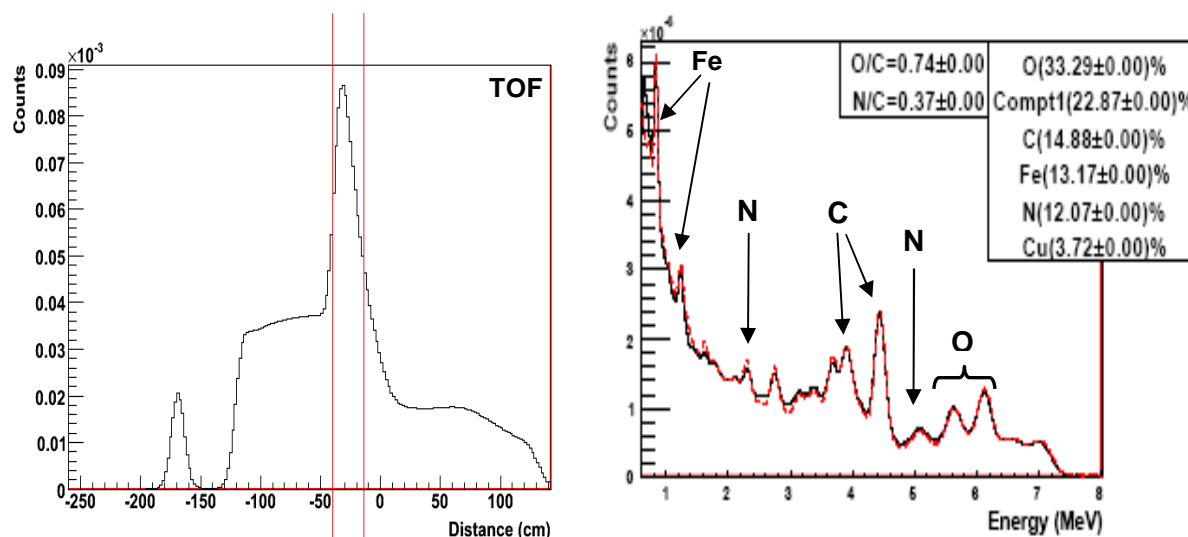 ×10⁻³
Counts
TOF
0.09
0.08
0.07
0.06
0.05
0.04
0.03
0.02
0.01
0
-250 -200 -150 -100 -50 0 50 100
Distance (cm)
Counts
Fe
N
C
N
O
O/C=0.74±0.00
N/C=0.37±0.00
O(33.29±0.00)%
Compt1(22.87±0.00)%
C(14.88±0.00)%
Fe(13.17±0.00)%
N(12.07±0.00)%
Cu(3.72±0.00)%
8
6
3
2
1
0
1 2 3 4 5 6 7 8
Energy (MeV)